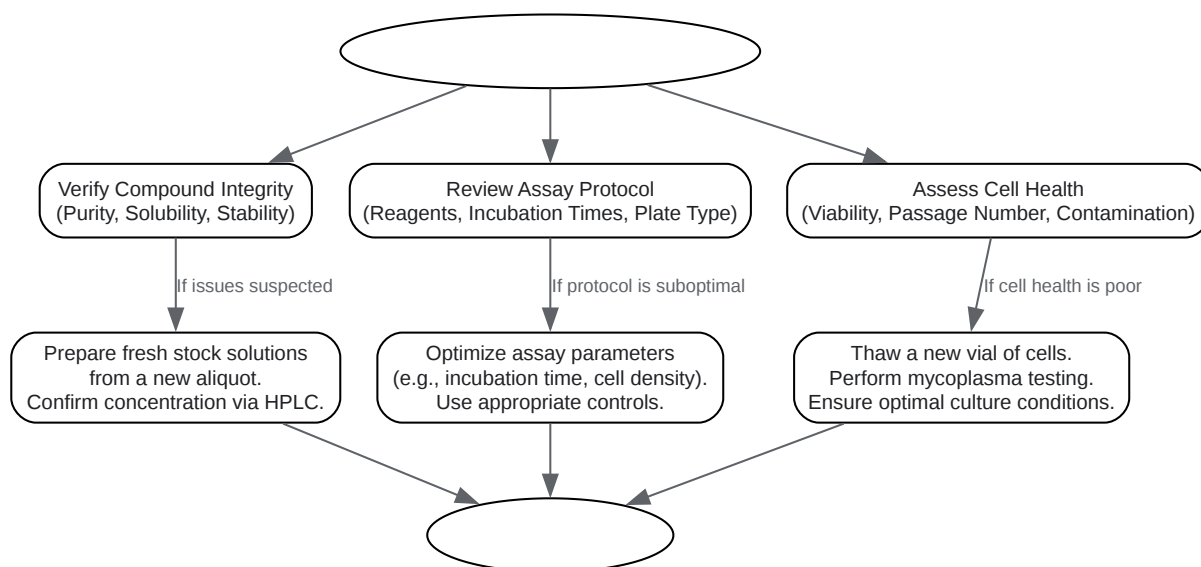 Verify Compound Integrity
(Purity, Solubility, Stability)
Review Assay Protocol
(Reagents, Incubation Times, Plate Type)
Assess Cell Health
(Viability, Passage Number, Contamination)
If issues suspected
If protocol is suboptimal
If cell health is poor
Prepare fresh stock solutions
from a new aliquot.
Confirm concentration via HPLC.
Optimize assay parameters
(e.g., incubation time, cell density).
Use appropriate controls.
Thaw a new vial of cells.
Perform mycoplasma testing.
Ensure optimal culture conditions.